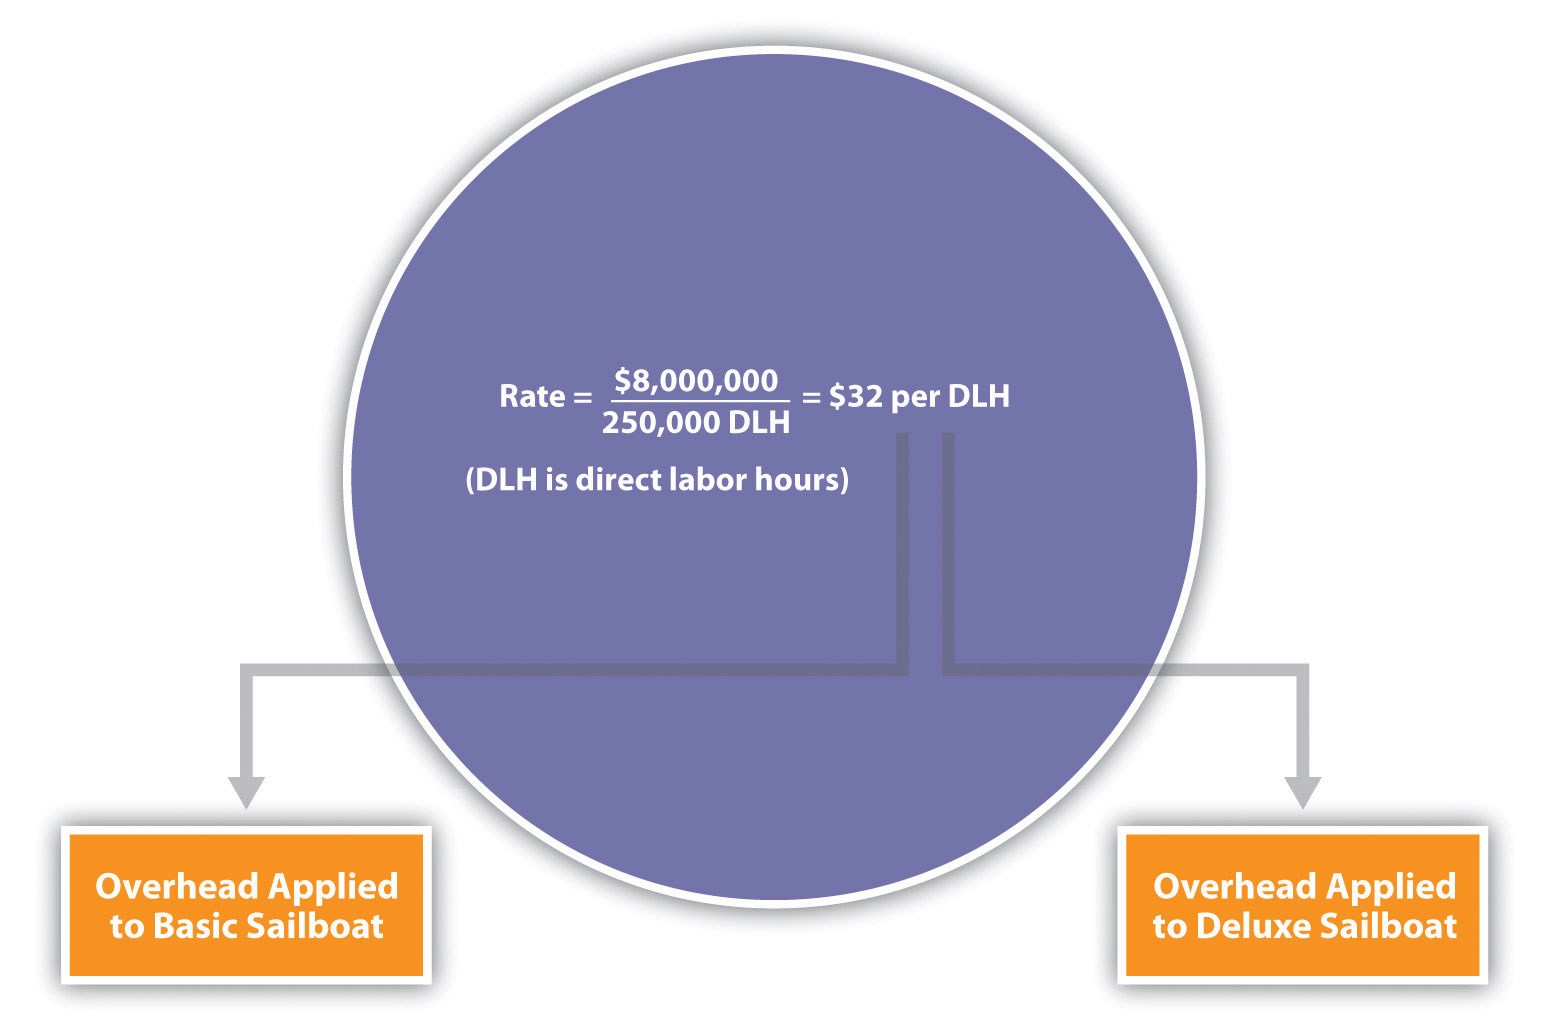 Rate = $8,000,000 / 250,000 DLH = $32 per DLH
(DLH is direct labor hours)
Overhead Applied
to Basic Sailboat
Overhead Applied
to Deluxe Sailboat